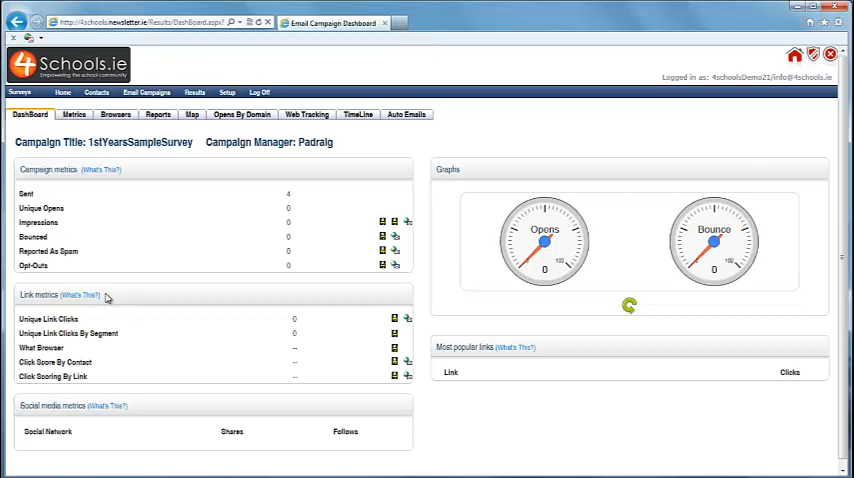 http://4schools.newsletter.ie/Results/DashBoard.aspx?
Email Campaign Dashboard
4Schools.ie
Empowering the school community
Logged in as: 4schoolsDemo21/info@4schools.ie
Surveys Home Contacts Email Campaigns Results Setup Log Off
DashBoard Metrics Browsers Reports Map Opens By Domain Web Tracking TimeLine Auto Emails
Campaign Title: 1stYearsSampleSurvey Campaign Manager: Padraig
Campaign metrics (What's This?)
Sent 4
Unique Opens 0
Impressions 0
Bounced 0
Reported As Spam 0
Opt-Outs 0
Link metrics (What's This?)
Unique Link Clicks 0
Unique Link Clicks By Segment 0
What Browser --
Click Score By Contact --
Click Scoring By Link --
Social media metrics (What's This?)
Social Network Shares Follows
Graphs
Opens Bounce
0 100 0 100
0 0
Most popular links (What's This?)
Link Clicks